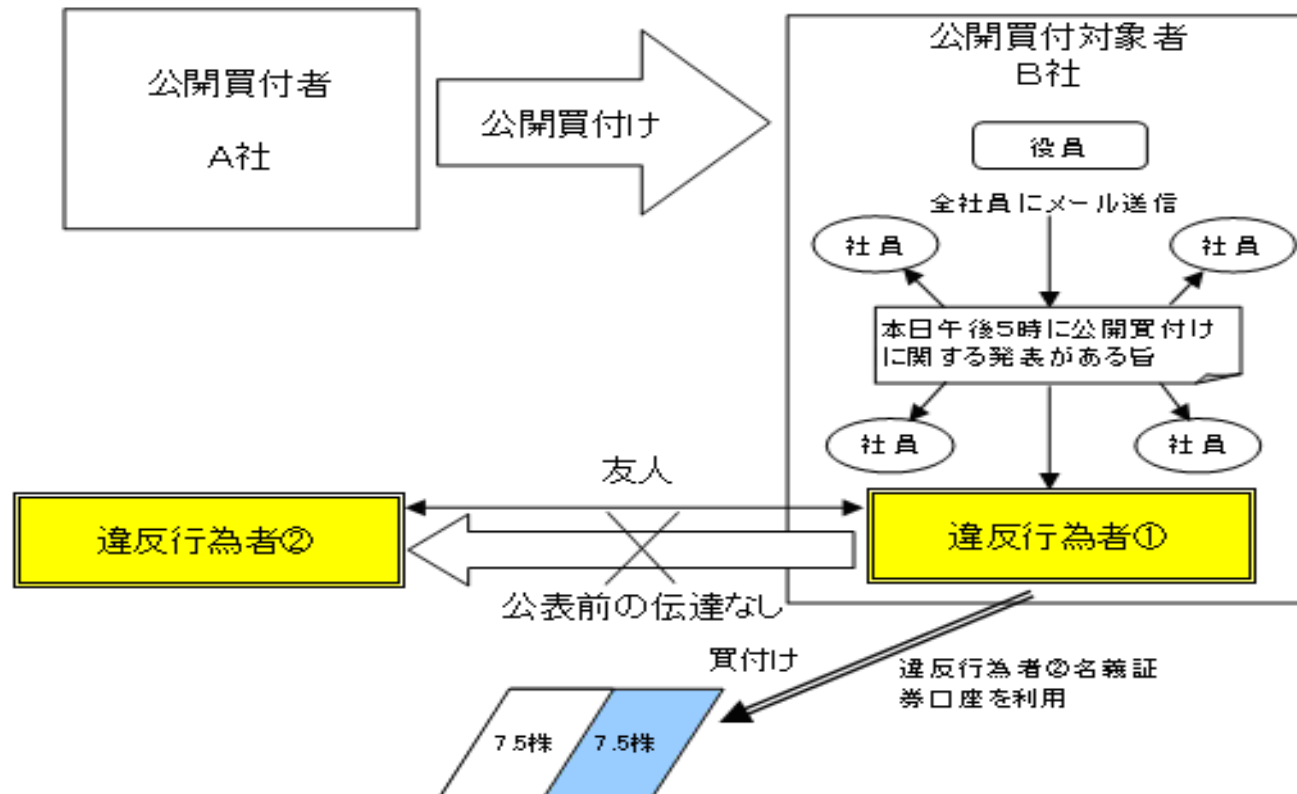 公開買付者
A社
公開買付け
公開買付対象者
B社
役員
全社員にメール送信
社員
社員
本日午後5時に公開買付け
に関する発表がある旨
社員
社員
友人
違反行為者②
違反行為者①
公表前の伝達なし
買付け
違反行為者②名義証
券口座を利用
7.5株
7.5株